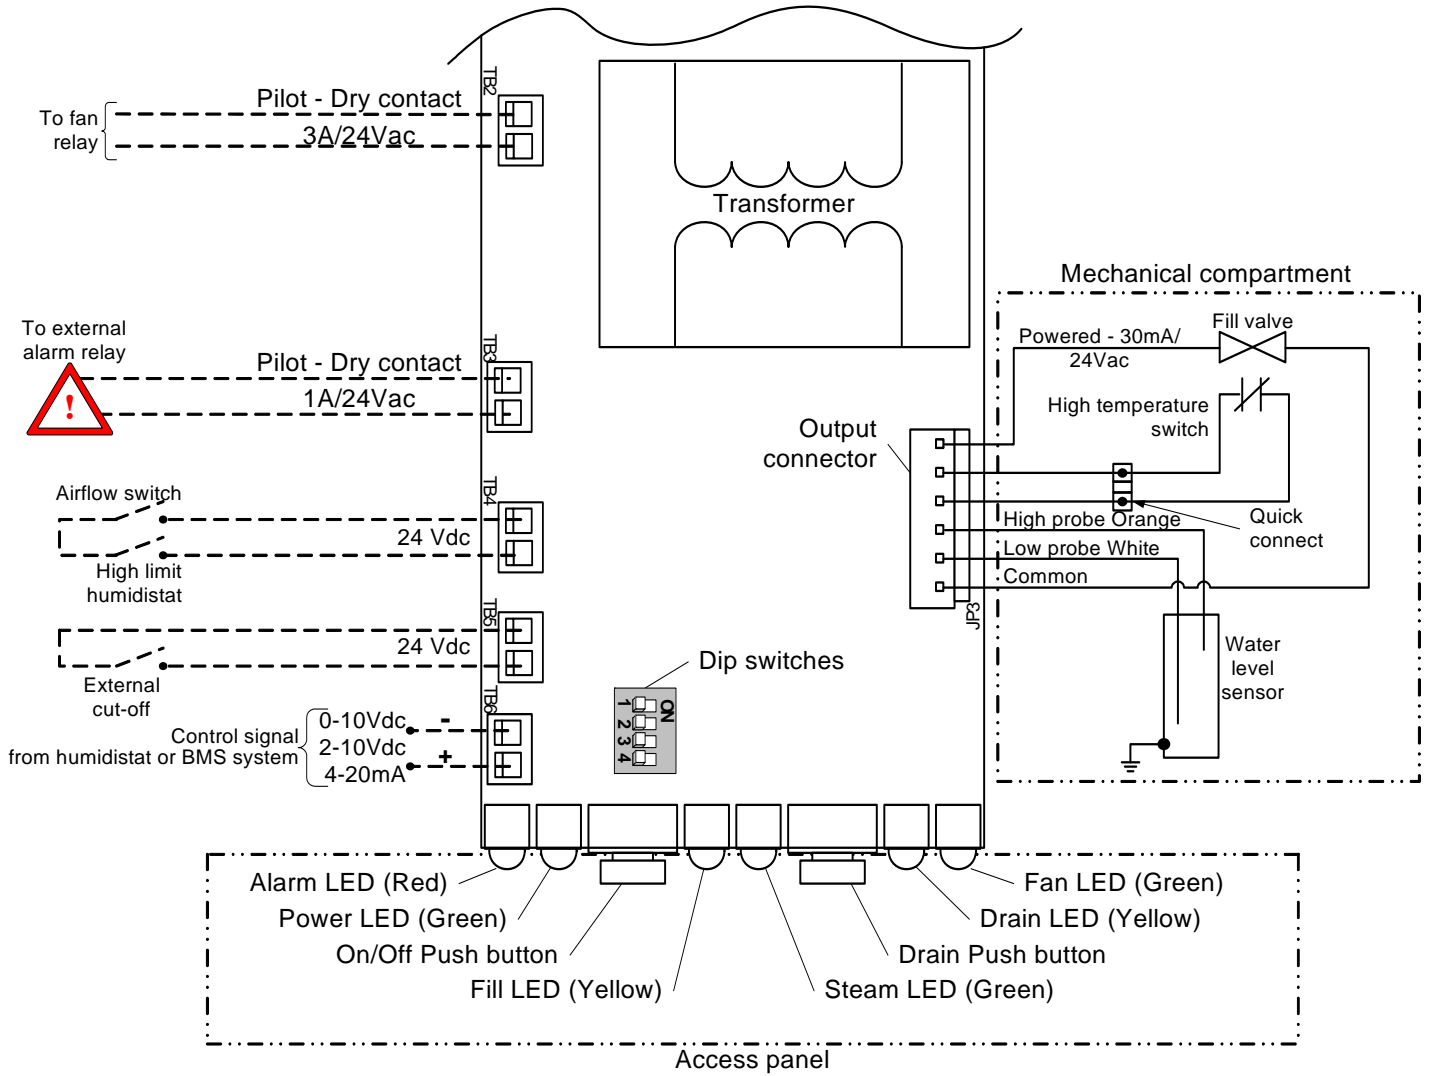 TB2
Pilot - Dry contact
3A/24Vac
To fan
relay
Transformer
Mechanical compartment
To external
alarm relay
!
TB3
Pilot - Dry contact
1A/24Vac
Powered - 30mA/
24Vac
Fill valve
High temperature
switch
Output
connector
Airflow switch
TB4
24 Vdc
High limit
humidistat
High probe Orange
Quick
connect
Low probe White
Common
JP3
TB5
24 Vdc
External
cut-off
Water
level
sensor
Dip switches
ON
1
2
3
4
TB6
Control signal
from humidistat or BMS system
0-10Vdc
2-10Vdc
4-20mA
-
+
Alarm LED (Red)
Fan LED (Green)
Power LED (Green)
Drain LED (Yellow)
On/Off Push button
Drain Push button
Fill LED (Yellow)
Steam LED (Green)
Access panel